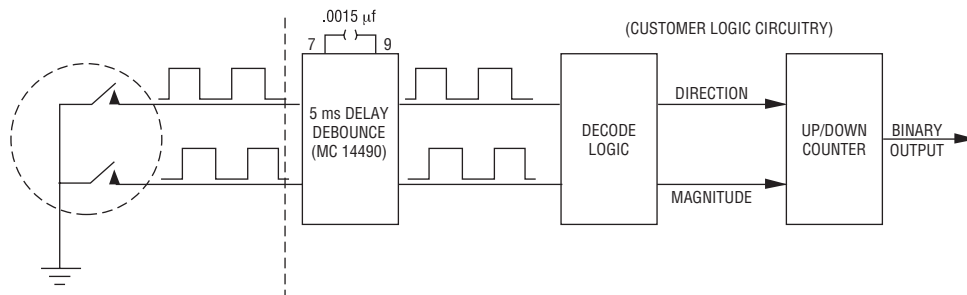 .0015 µf
7 9
(CUSTOMER LOGIC CIRCUITRY)
5 ms DELAY
DEBOUNCE
(MC 14490)
DECODE
LOGIC
DIRECTION
MAGNITUDE
UP/DOWN
COUNTER
BINARY
OUTPUT